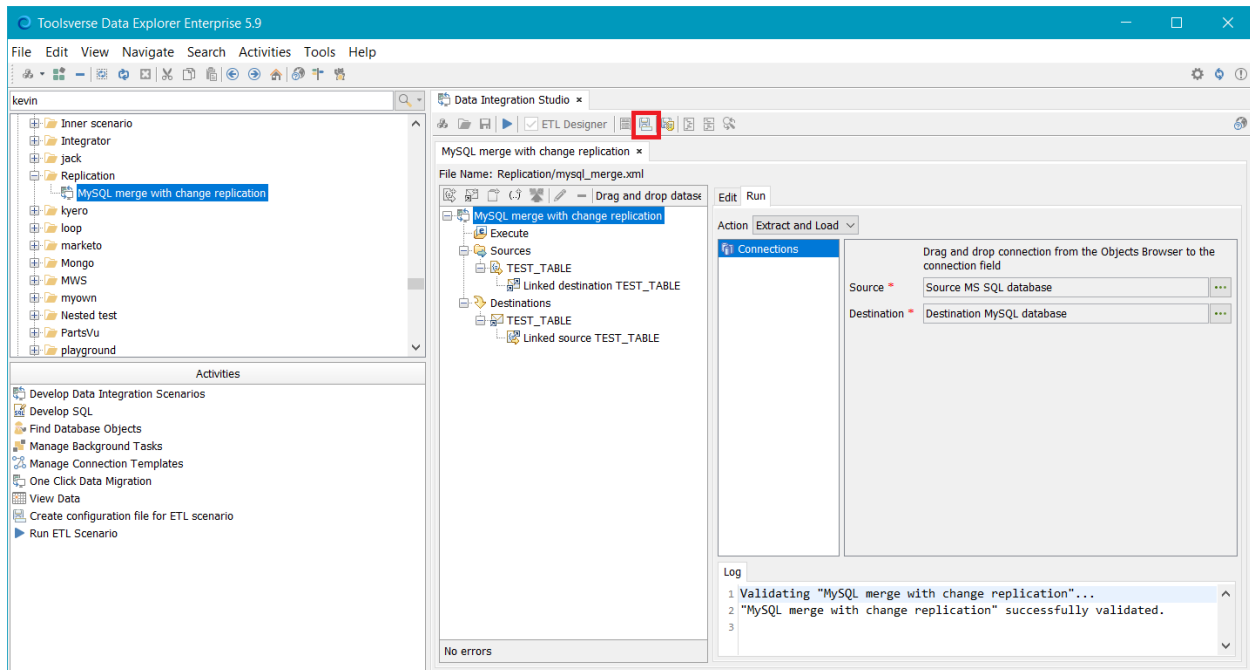 Toolsverse Data Explorer Enterprise 5.9
File Edit View Navigate Search Activities Tools Help
kevin
Inner scenario
Integrator
jack
Replication
MySQL merge with change replication
kyero
loop
marketo
Mongo
MWS
myown
Nested test
PartsVu
playground
Activities
Develop Data Integration Scenarios
Develop SQL
Find Database Objects
Manage Background Tasks
Manage Connection Templates
One Click Data Migration
View Data
Create configuration file for ETL scenario
Run ETL Scenario
Data Integration Studio
ETL Designer
MySQL merge with change replication
File Name: Replication/mysql_merge.xml
Drag and drop datase
MySQL merge with change replication
Execute
Sources
TEST_TABLE
Linked destination TEST_TABLE
Destinations
TEST_TABLE
Linked source TEST_TABLE
No errors
Edit Run
Action Extract and Load
Connections
Drag and drop connection from the Objects Browser to the
connection field
Source * Source MS SQL database ...
Destination * Destination MySQL database ...
Log
1 Validating "MySQL merge with change replication"...
2 "MySQL merge with change replication" successfully validated.
3